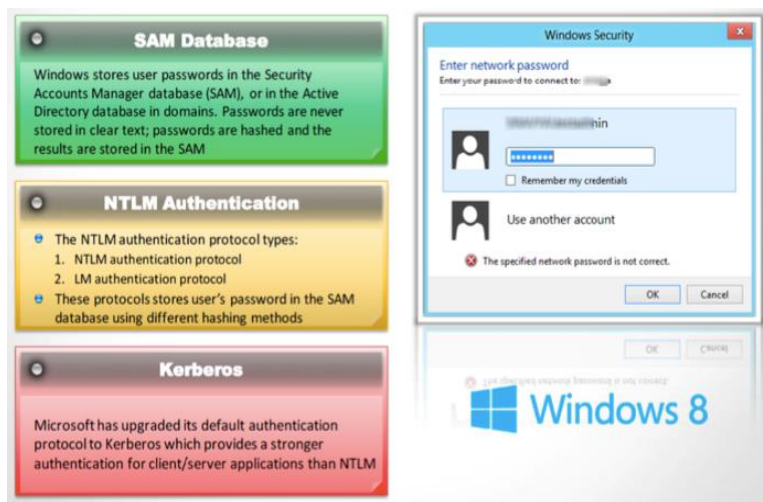 SAM Database
Windows stores user passwords in the Security
Accounts Manager database (SAM), or in the Active
Directory database in domains. Passwords are never
stored in clear text; passwords are hashed and the
results are stored in the SAM
NTLM Authentication
The NTLM authentication protocol types:
1. NTLM authentication protocol
2. LM authentication protocol
These protocols stores user's password in the SAM
database using different hashing methods
Kerberos
Microsoft has upgraded its default authentication
protocol to Kerberos which provides a stronger
authentication for client/server applications than NTLM
Windows Security
x
Enter network password
Enter your password to connect to:
Remember my credentials
Use another account
The specified network password is not correct.
OK Cancel
Windows 8